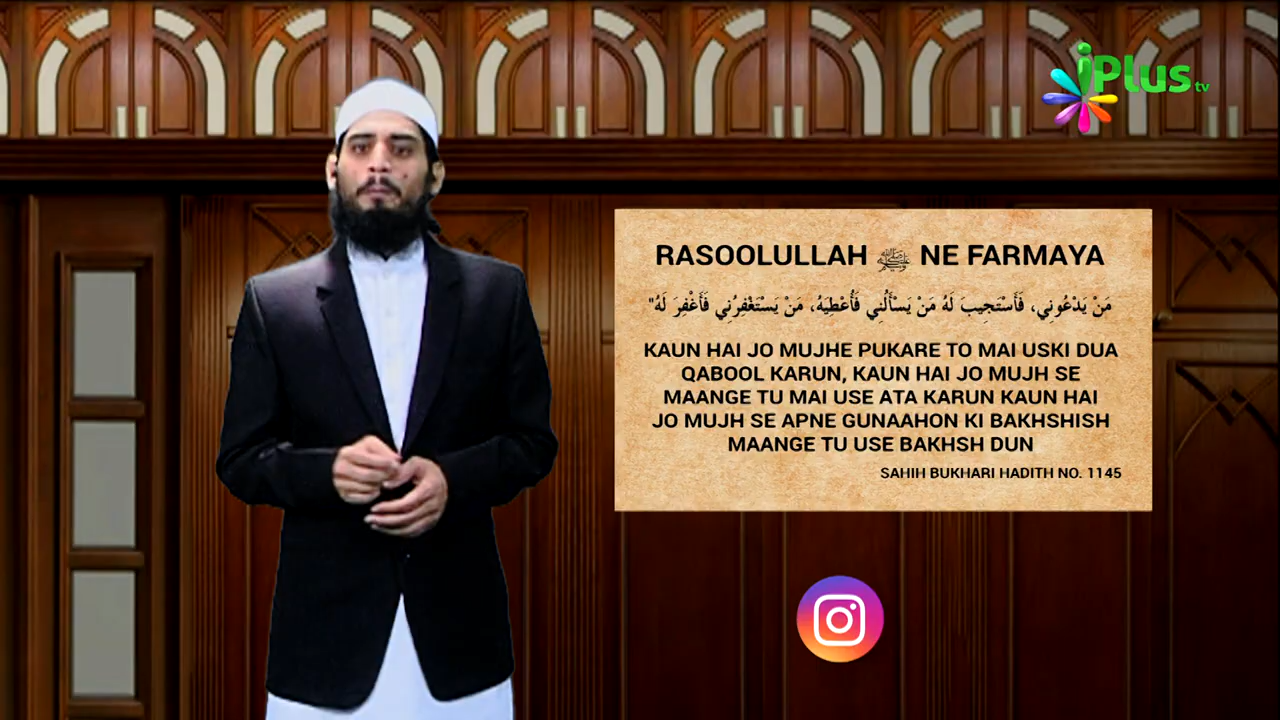 iPlus tv
RASOOLULLAH ﷺ NE FARMAYA
مَنْ يَدْعُونِي، فَأَسْتَجِيبَ لَهُ مَنْ يَسْأَلُنِي فَأُعْطِيَهُ، مَنْ يَسْتَغْفِرُنِي فَأَغْفِرَ لَهُ"
KAUN HAI JO MUJHE PUKARE TO MAI USKI DUA
QABOOL KARUN, KAUN HAI JO MUJH SE
MAANGE TU MAI USE ATA KARUN KAUN HAI
JO MUJH SE APNE GUNAAHON KI BAKHSHISH
MAANGE TU USE BAKHSH DUN
SAHIH BUKHARI HADITH NO. 1145